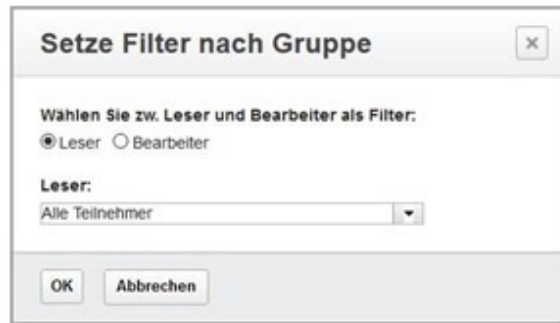 Setze Filter nach Gruppe
Wählen Sie zw. Leser und Bearbeiter als Filter:
Leser Bearbeiter
Leser:
Alle Teilnehmer
OK Abbrechen